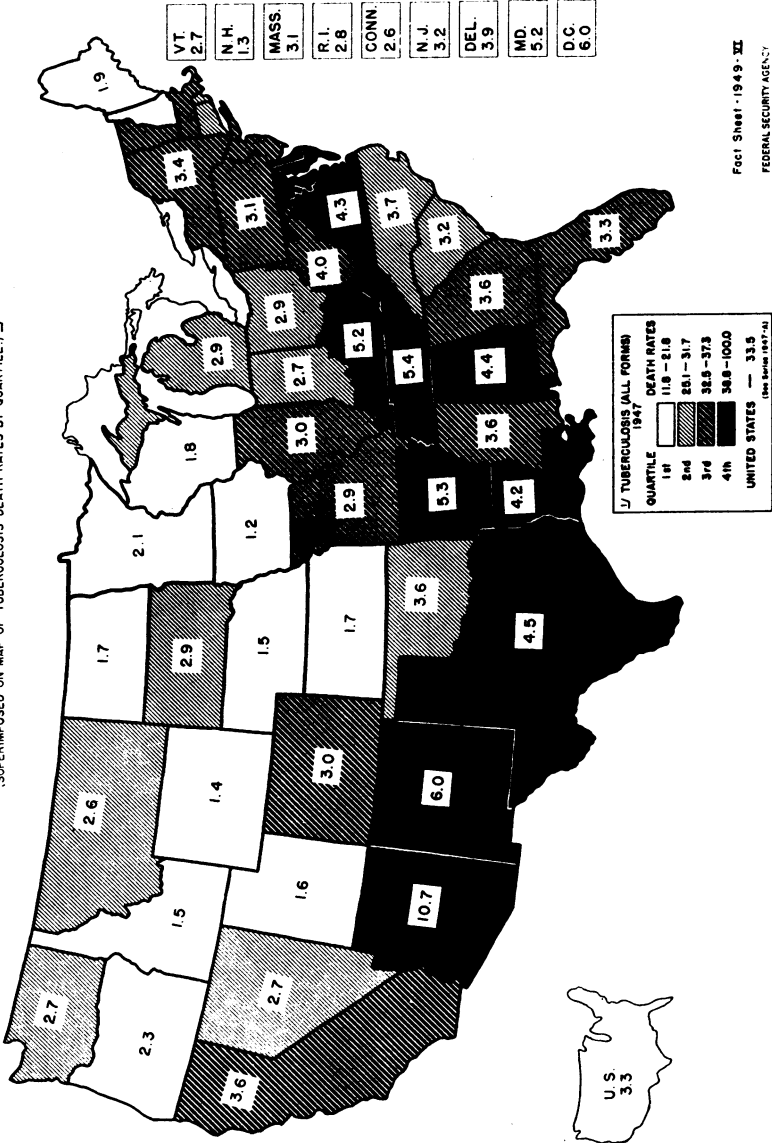 (SUPERIMPOSED ON MAP OF TUBERCULOSIS DEATH RATES BY QUARTILE.) 1/
2.7
2.3
3.6
2.7
1.5
2.6
1.4
1.6
10.7
3.0
6.0
1.7
2.9
1.5
1.7
3.6
4.5
2.1
1.2
2.9
5.3
4.2
1.8
3.0
3.6
2.9
2.7
2.9
5.2
5.4
4.4
3.6
3.3
4.0
4.3
3.7
3.2
3.4
3.1
1.9
VT.
2.7
N.H.
1.3
MASS.
3.1
R.I.
2.8
CONN.
2.6
N.J.
3.2
DEL.
3.9
MD.
5.2
D.C.
6.0
U.S.
3.3
1/ TUBERCULOSIS (ALL FORMS)
1947
QUARTILE DEATH RATES
1st 11.8-21.8
2nd 25.1-31.7
3rd 32.5-37.3
4th 38.8-100.0
UNITED STATES — 33.5
(See Series 1947-A)
Fact Sheet-1949-VI
FEDERAL SECURITY AGENCY